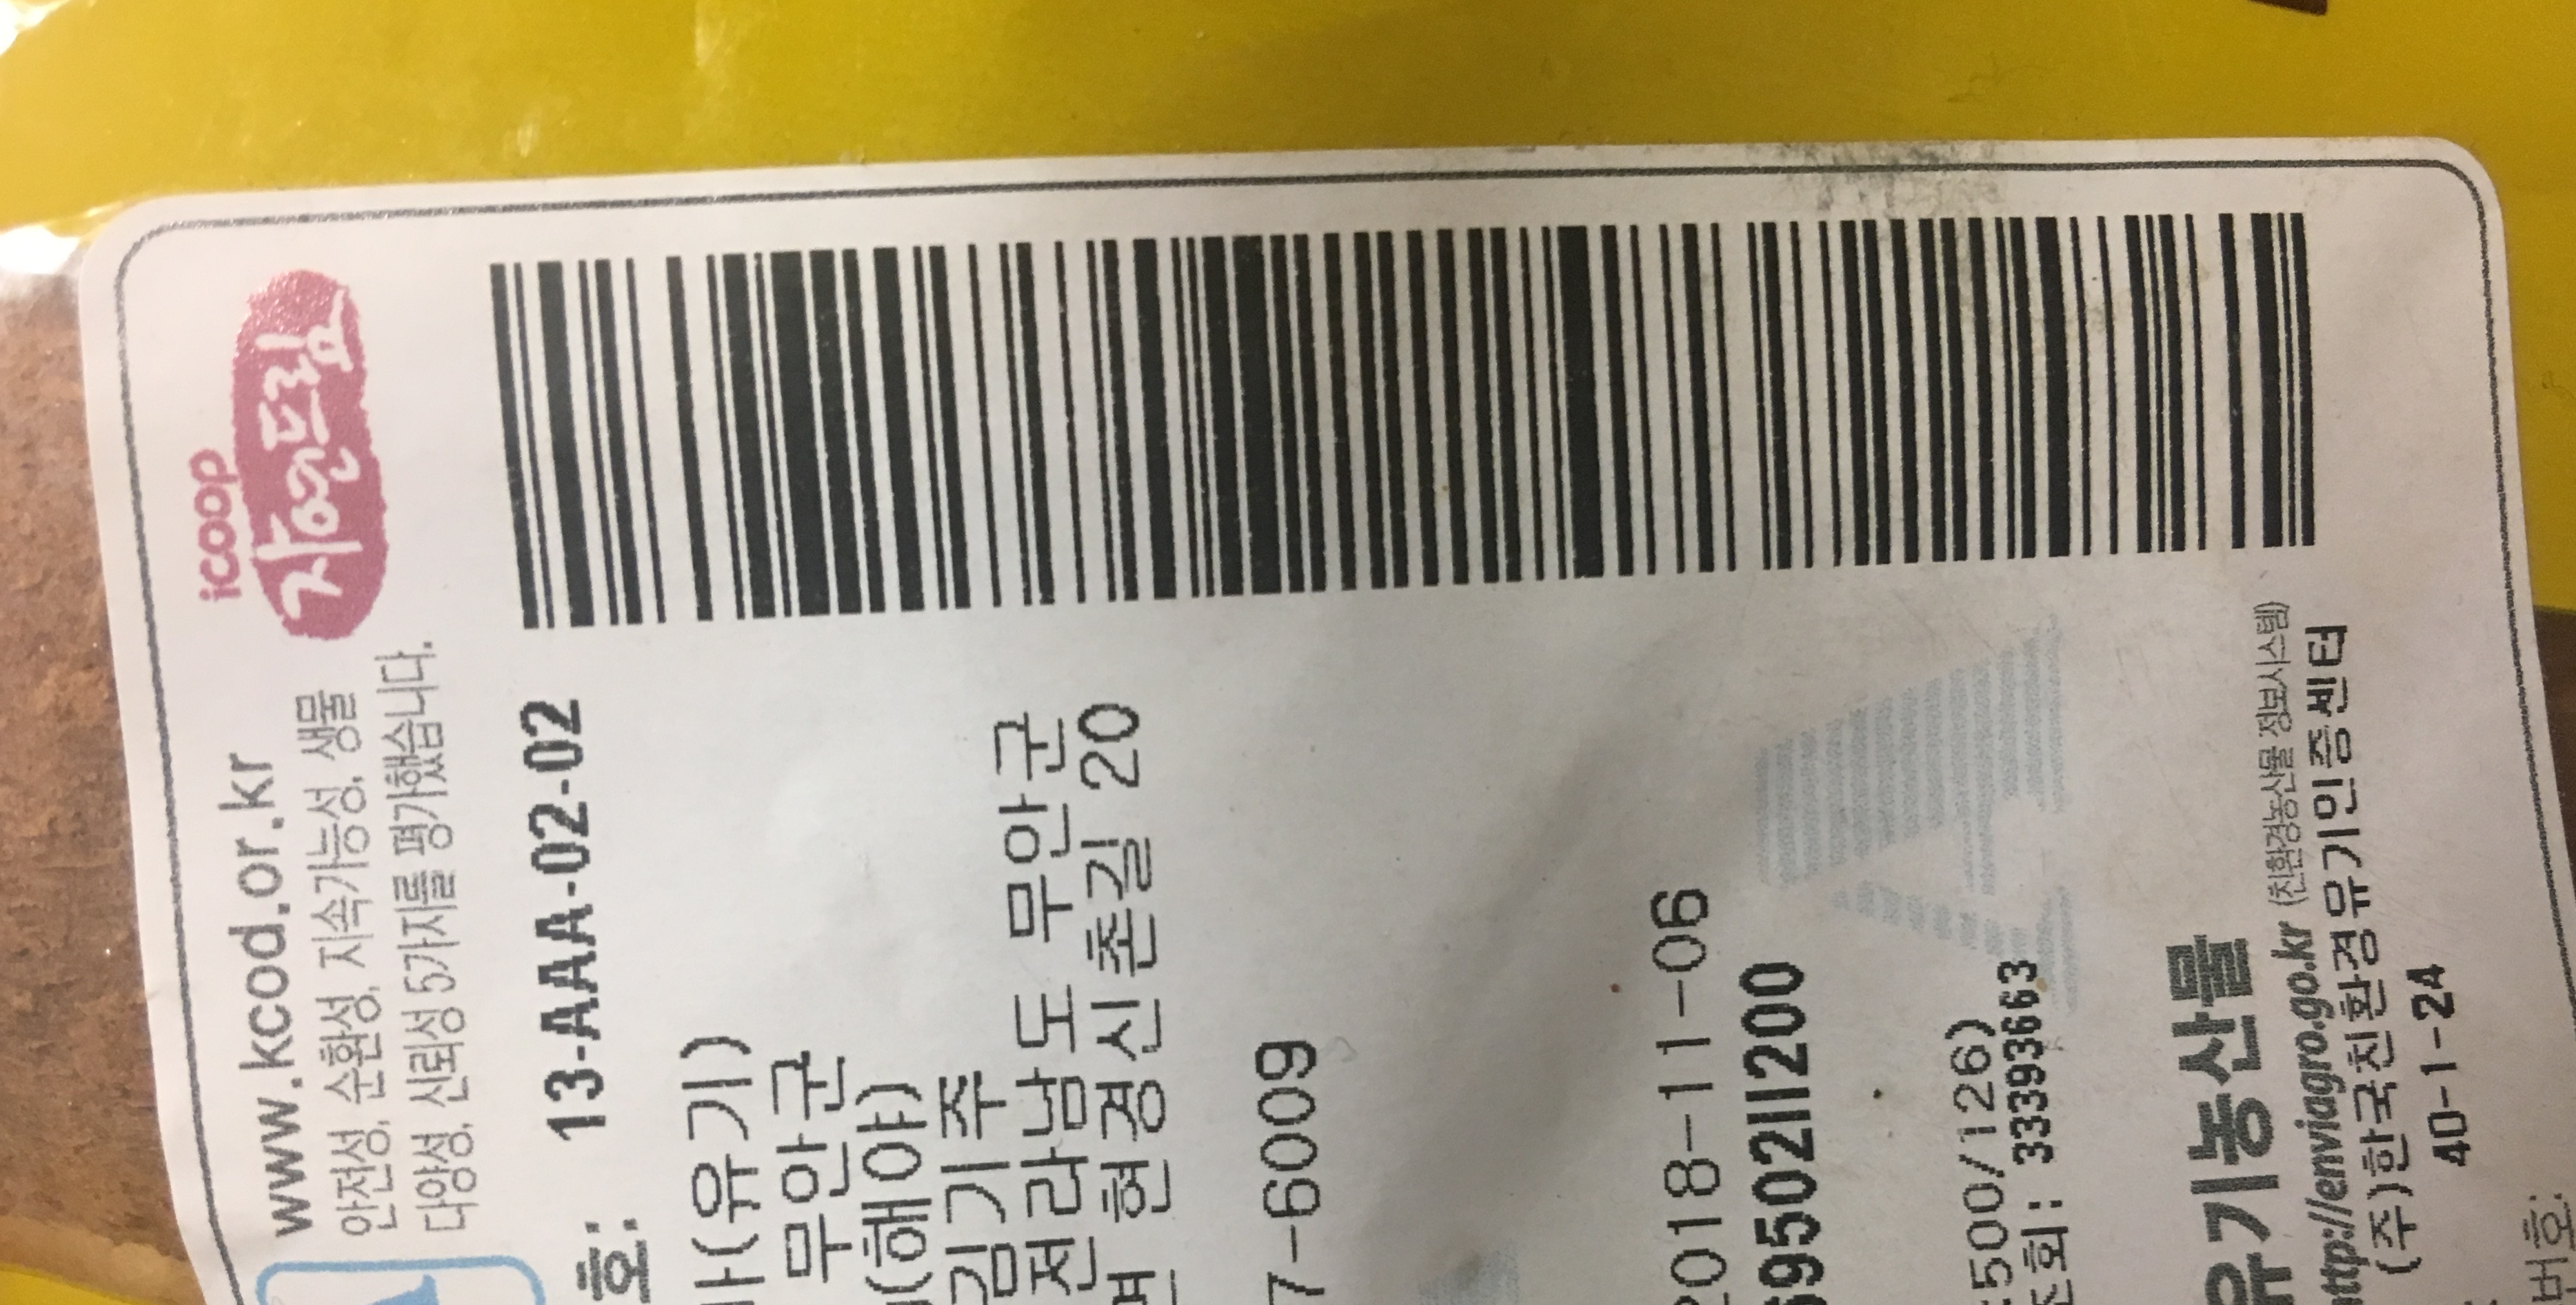 icoop
자연드림
www.kcod.or.kr
안전성, 순환성, 지속가능성, 생물
다양성, 신뢰성 5가지를 평가했습니다.
호: 13-AAA-02-02
(유기)
무안군
(해야)
김기주
전라남도 무안군
면 현경신촌길 20
7-6009
2018-11-06
69502II200
:500/126)
조회: 33393663
유기농산물
http://enviagro.go.kr (친환경농산물 정보시스템)
(주)한국친환경유기인증센터
40-1-24
번호: